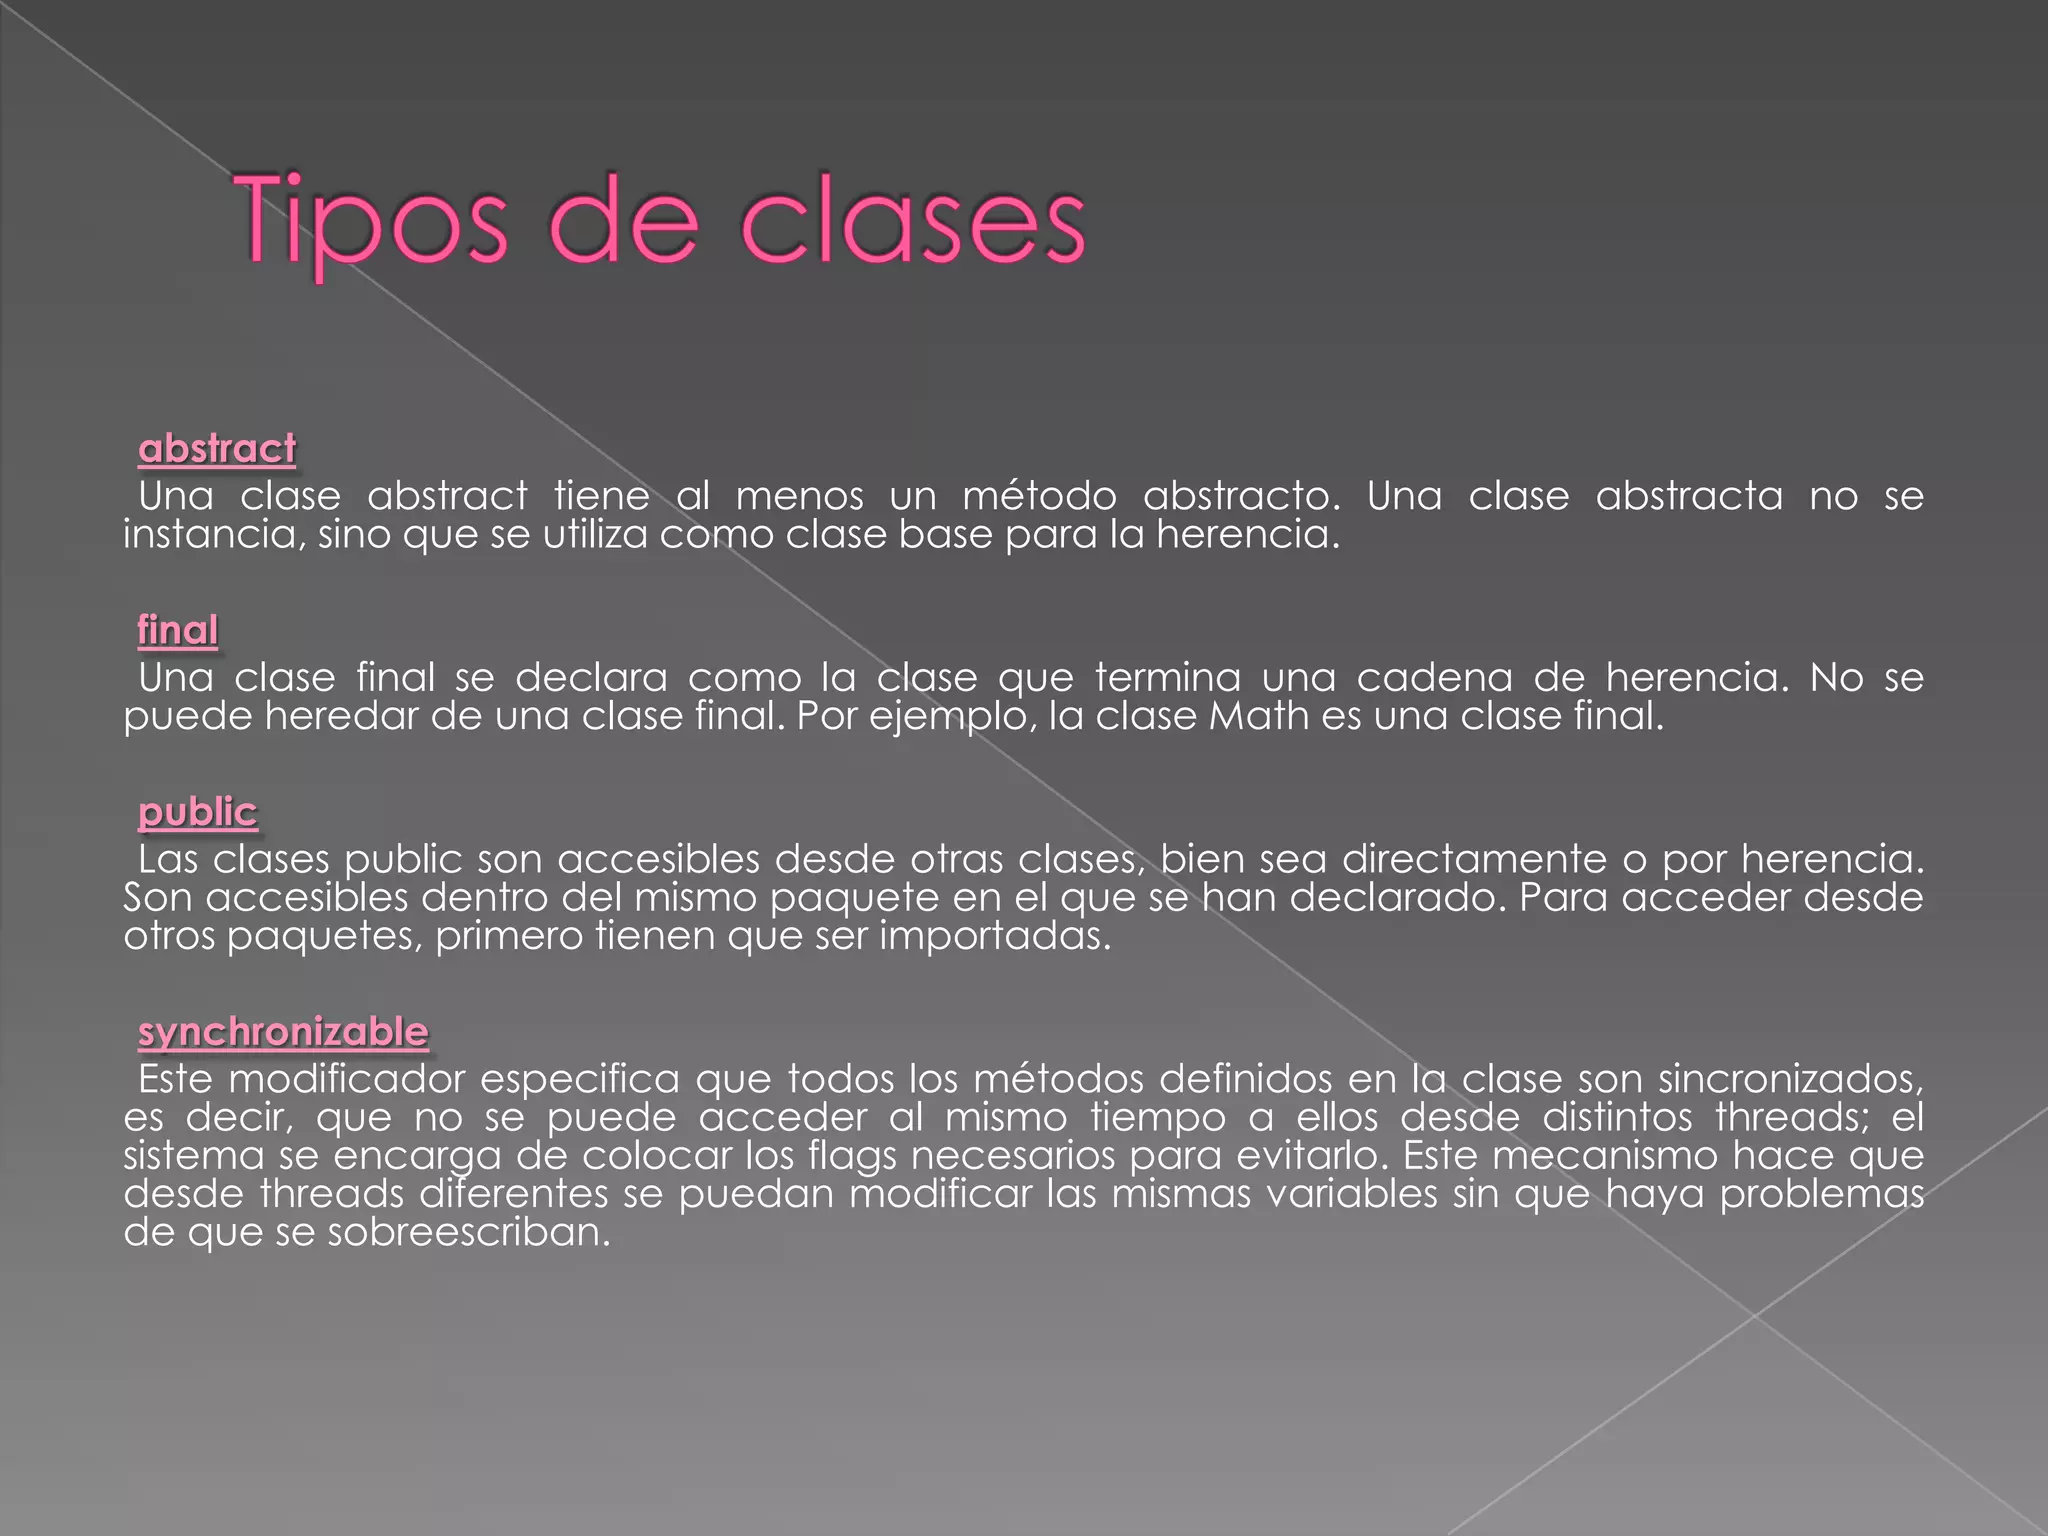 Tipos de clases
abstract
Una clase abstract tiene al menos un método abstracto. Una clase abstracta no se
instancia, sino que se utiliza como clase base para la herencia.
final
Una clase final se declara como la clase que termina una cadena de herencia. No se
puede heredar de una clase final. Por ejemplo, la clase Math es una clase final.
public
Las clases public son accesibles desde otras clases, bien sea directamente o por herencia.
Son accesibles dentro del mismo paquete en el que se han declarado. Para acceder desde
otros paquetes, primero tienen que ser importadas.
synchronizable
Este modificador especifica que todos los métodos definidos en la clase son sincronizados,
es decir, que no se puede acceder al mismo tiempo a ellos desde distintos threads; el
sistema se encarga de colocar los flags necesarios para evitarlo. Este mecanismo hace que
desde threads diferentes se puedan modificar las mismas variables sin que haya problemas
de que se sobreescriban.